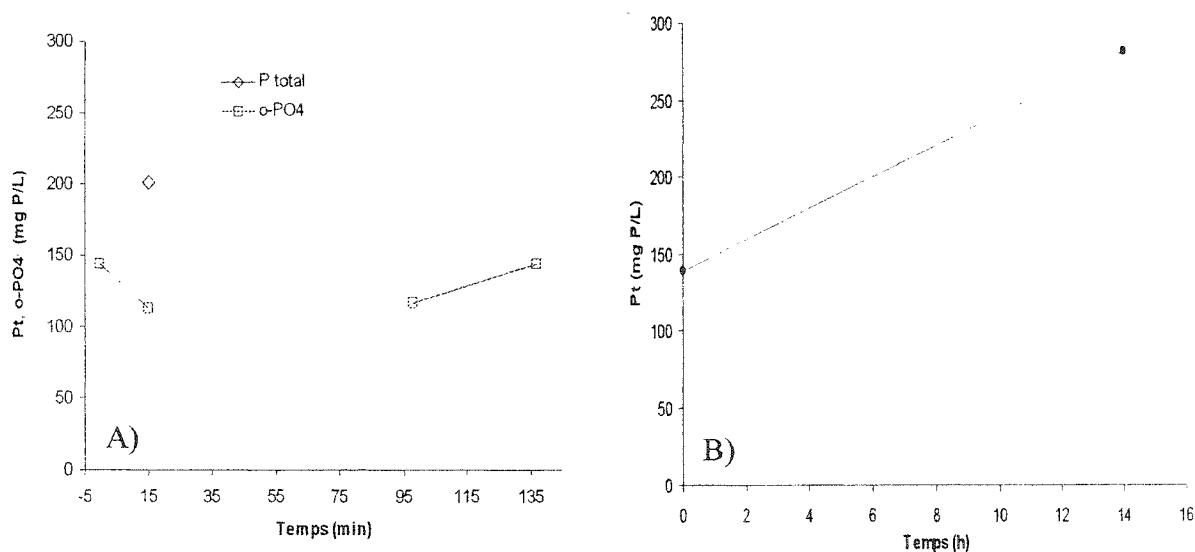 300
250
200
150
100
50
0
Pt, o-PO4 (mg P/L)
P total
o-PO4
A)
-5 15 35 55 75 95 115 135
Temps (min)
300
250
200
150
100
50
0
Pt (mg P/L)
B)
0 2 4 6 8 10 12 14 16
Temps (h)